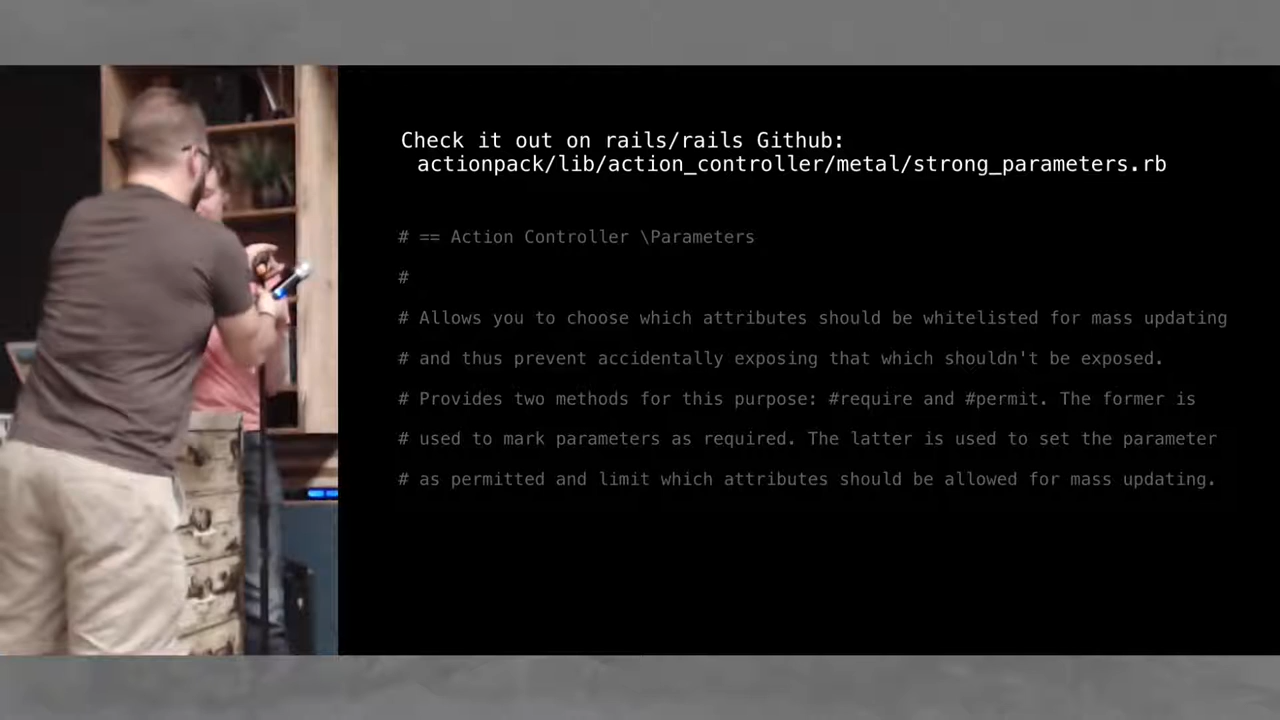 Check it out on rails/rails Github:
actionpack/lib/action_controller/metal/strong_parameters.rb
# == Action Controller \Parameters
#
# Allows you to choose which attributes should be whitelisted for mass updating
# and thus prevent accidentally exposing that which shouldn't be exposed.
# Provides two methods for this purpose: #require and #permit. The former is
# used to mark parameters as required. The latter is used to set the parameter
# as permitted and limit which attributes should be allowed for mass updating.